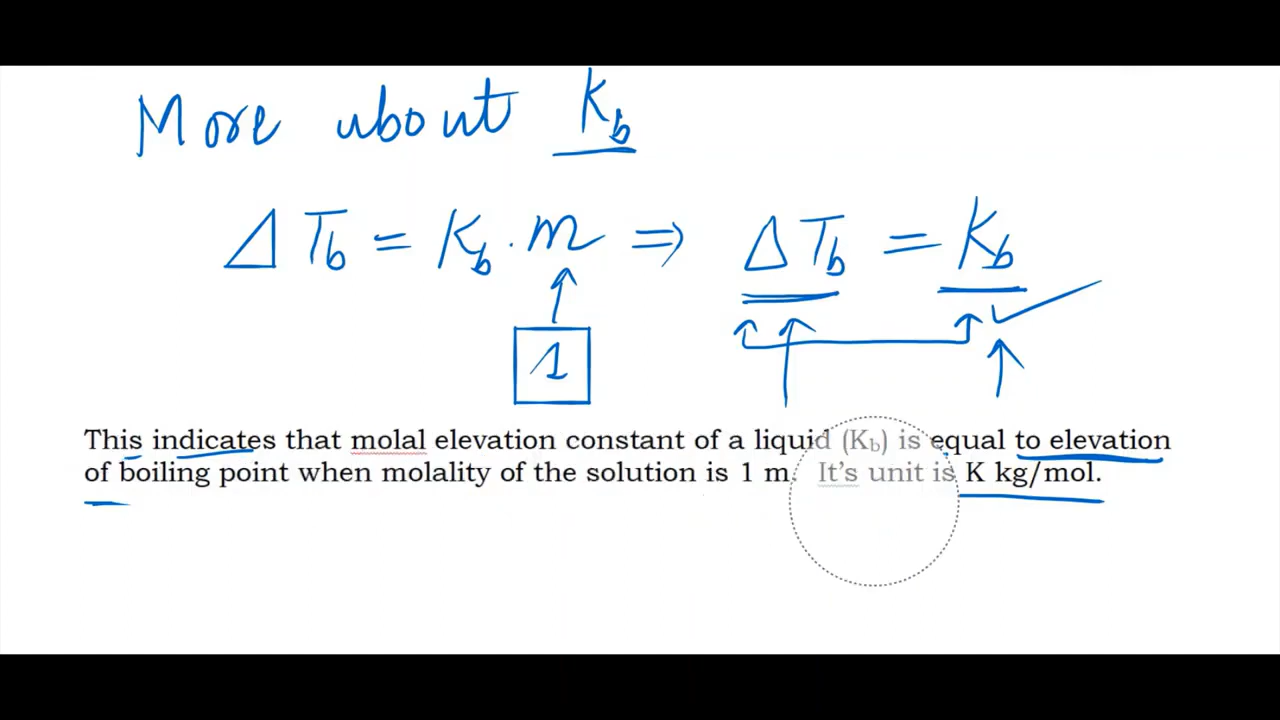 More about Kb
ΔTb = Kb . m ⇒ ΔTb = Kb
1
This indicates that molal elevation constant of a liquid (Kb) is equal to elevation
of boiling point when molality of the solution is 1 m. It's unit is K kg/mol.